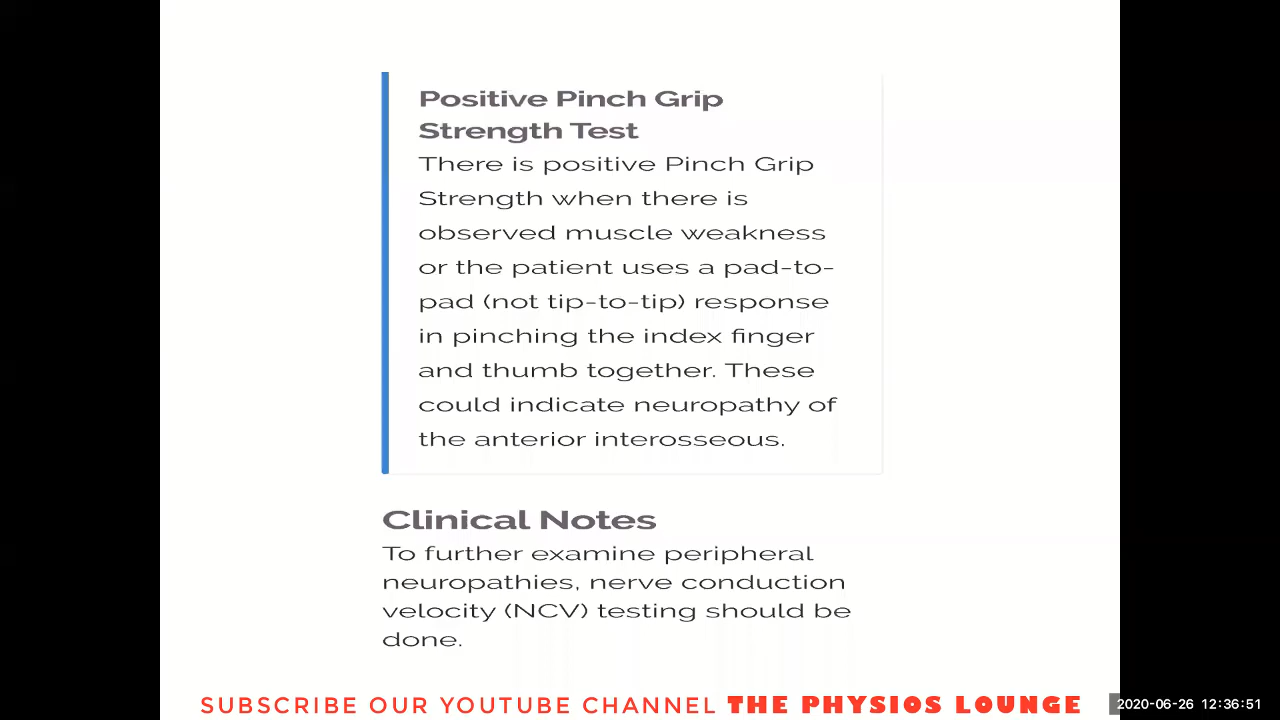 Positive Pinch Grip
Strength Test
There is positive Pinch Grip
Strength when there is
observed muscle weakness
or the patient uses a pad-to-
pad (not tip-to-tip) response
in pinching the index finger
and thumb together. These
could indicate neuropathy of
the anterior interosseous.
Clinical Notes
To further examine peripheral
neuropathies, nerve conduction
velocity (NCV) testing should be
done.
SUBSCRIBE OUR YOUTUBE CHANNEL THE PHYSIOS LOUNGE
2020-06-26 12:36:51